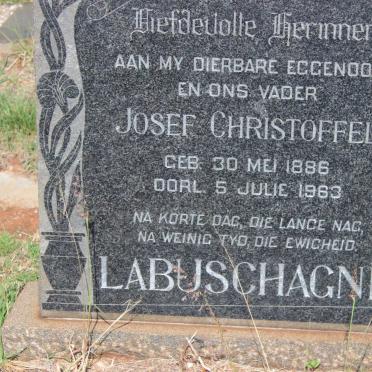 Liefdevolle Herinner
AAN MY DIERBARE EGGENOO
EN ONS VADER
JOSEF CHRISTOFFEL
GEB. 30 MEI 1886
OORL. 5 JULIE 1963
NA KORTE DAG, DIE LANGE NAG,
NA WEINIG TYD, DIE EWIGHEID.
LABUSCHAGN